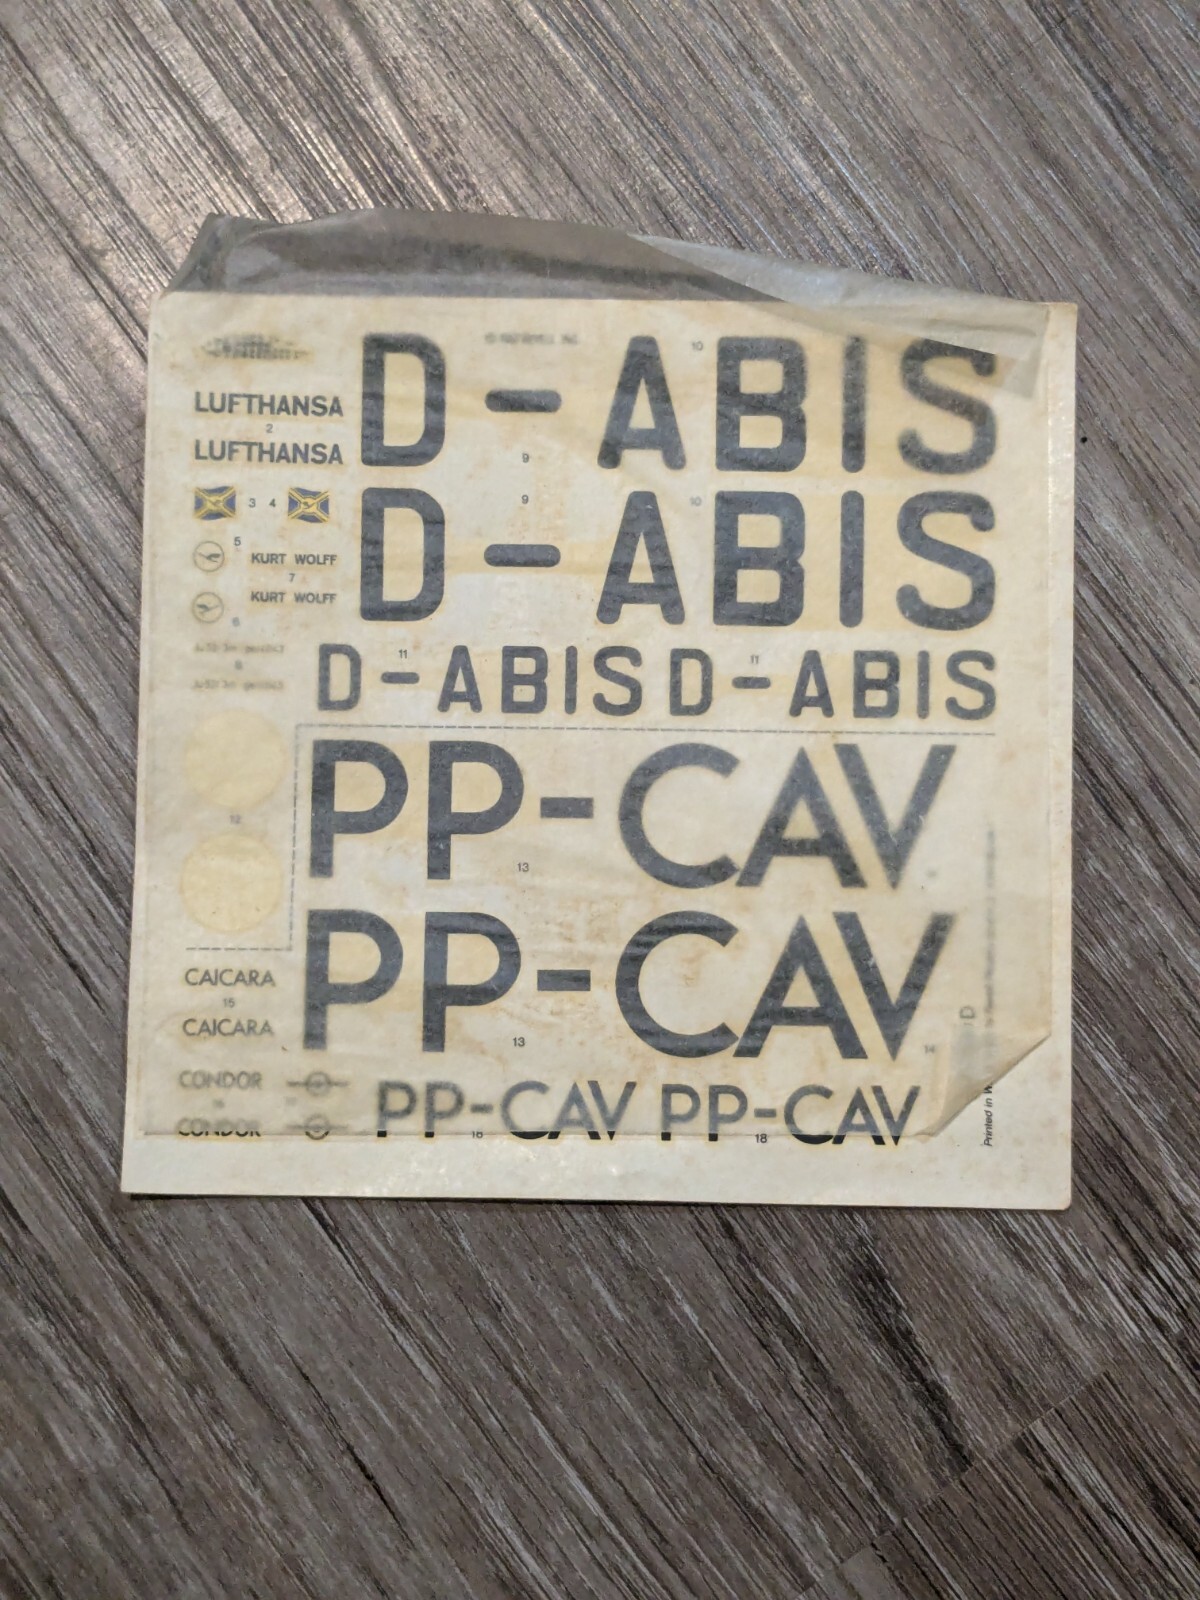 D-ABIS
10
LUFTHANSA
2
9
LUFTHANSA
D-ABIS
9
10
3 4
5
KURT WOLFF
7
KURT WOLFF
6
8
D-ABIS D-ABIS
11
11
PP-CAV
12
13
PP-CAV
CAICARA
15
CAICARA
13
14
CONDOR
CONDOR
PP-CAV PP-CAV
18
18
D
Printed in W